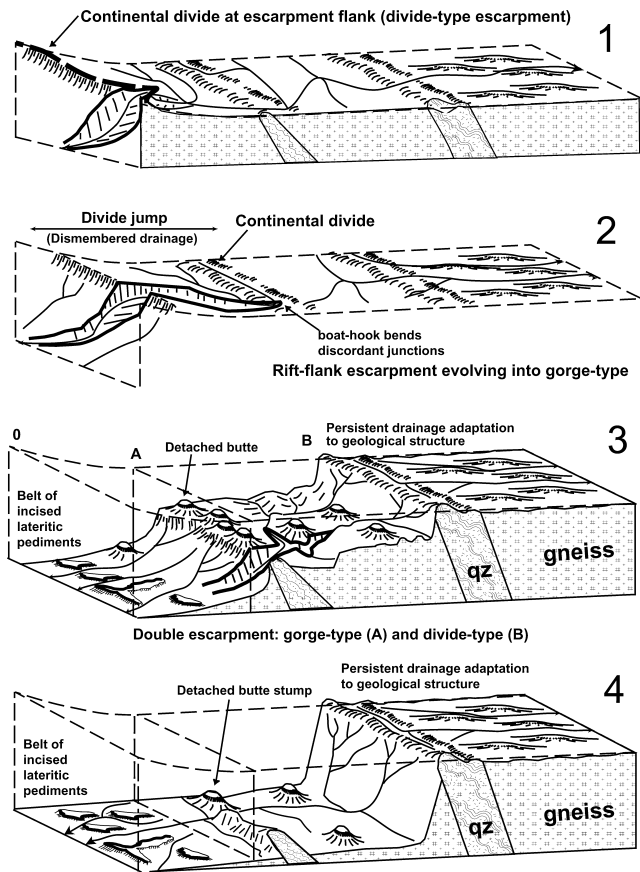 Continental divide at escarpment flank (divide-type escarpment)
1
Divide jump
(Dismembered drainage)
Continental divide
2
boat-hook bends
discordant junctions
Rift-flank escarpment evolving into gorge-type
3
0
A
Detached butte
B
Persistent drainage adaptation
to geological structure
Belt of
incised
lateritic
pediments
qz
gneiss
Double escarpment: gorge-type (A) and divide-type (B)
4
Persistent drainage adaptation
to geological structure
Detached butte stump
Belt of
incised
lateritic
pediments
qz
gneiss